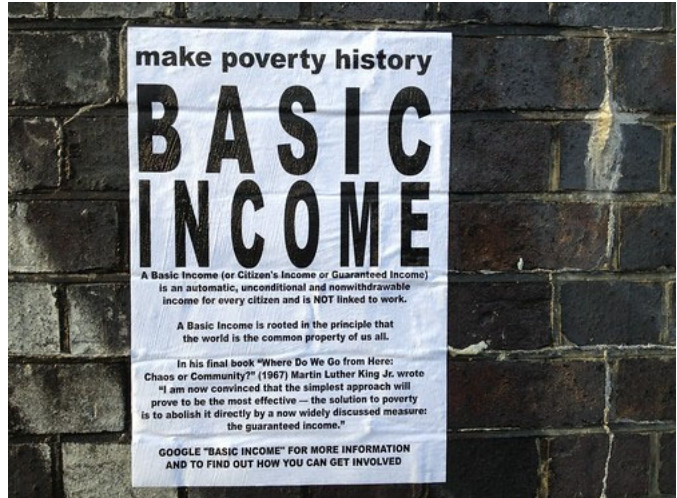 make poverty history
BASIC
INCOME
A Basic Income (or Citizen's Income or Guaranteed Income)
is an automatic, unconditional and nonwithdrawable
income for every citizen and is NOT linked to work.
A Basic Income is rooted in the principle that
the world is the common property of us all.
In his final book "Where Do We Go from Here:
Chaos or Community?" (1967) Martin Luther King Jr. wrote
"I am now convinced that the simplest approach will
prove to be the most effective — the solution to poverty
is to abolish it directly by a now widely discussed measure:
the guaranteed income."
GOOGLE "BASIC INCOME" FOR MORE INFORMATION
AND TO FIND OUT HOW YOU CAN GET INVOLVED